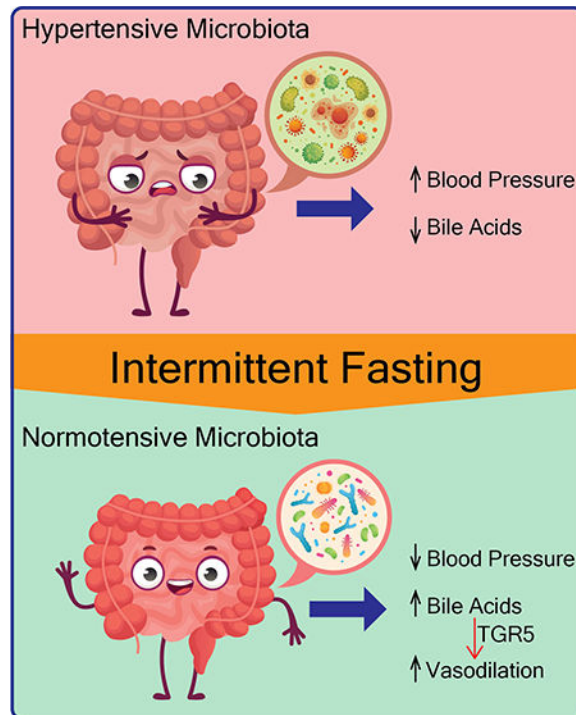 Hypertensive Microbiota
↑ Blood Pressure
↓ Bile Acids
Intermittent Fasting
Normotensive Microbiota
↓ Blood Pressure
↑ Bile Acids
TGR5
↑ Vasodilation